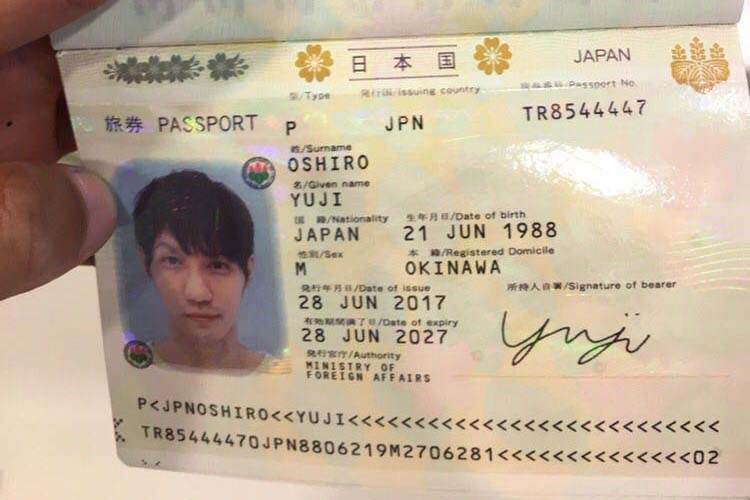 日本国 JAPAN
型/Type 発行国/Issuing country 旅券番号/Passport No.
旅券 PASSPORT P JPN TR8544447
姓/Surname
OSHIRO
名/Given name
YUJI
国籍/Nationality 生年月日/Date of birth
JAPAN 21 JUN 1988
性別/Sex 本籍/Registered Domicile
M OKINAWA
発行年月日/Date of issue 所持人自署/Signature of bearer
28 JUN 2017
有効期間満了日/Date of expiry
28 JUN 2027
Yuji
発行官庁/Authority
MINISTRY OF
FOREIGN AFFAIRS
P<JPNOSHIRO<<YUJI<<<<<<<<<<<<<<<<<<<<<<<<<<<
TR85444470JPN8806219M2706281<<<<<<<<<<<<<<02